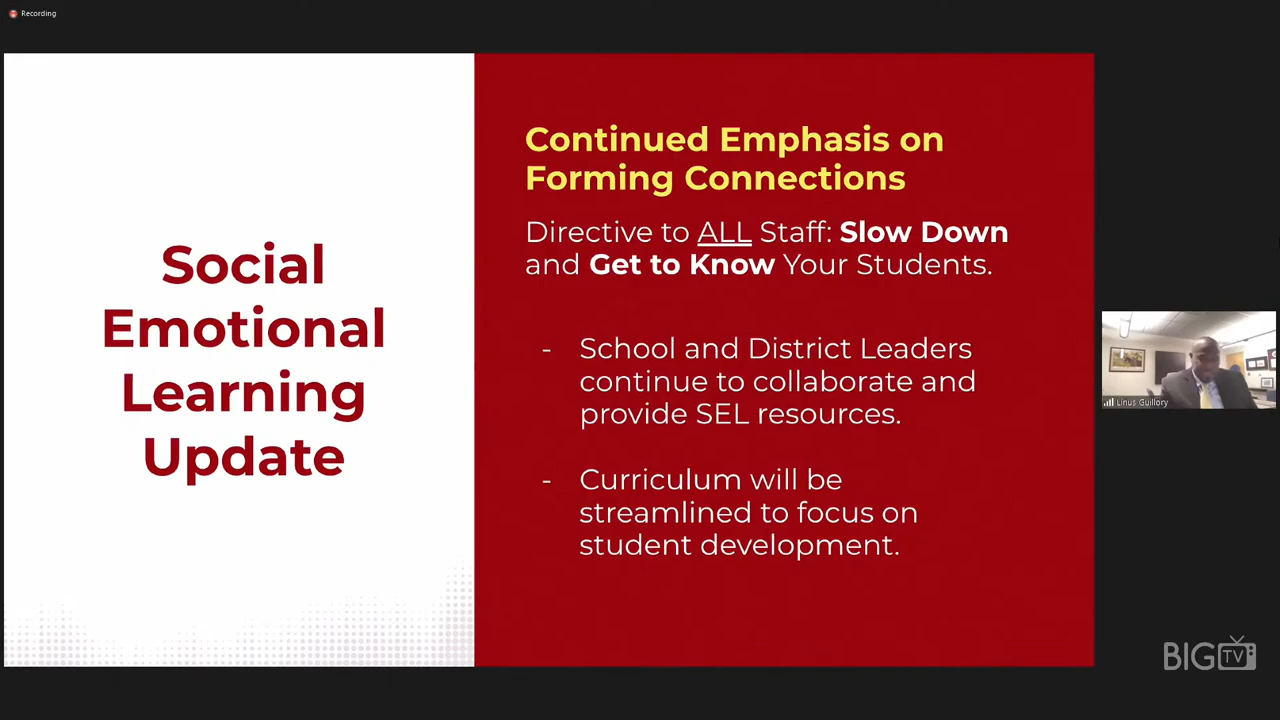 Recording
Social
Emotional
Learning
Update
Continued Emphasis on
Forming Connections
Directive to ALL Staff: Slow Down
and Get to Know Your Students.
- School and District Leaders
continue to collaborate and
provide SEL resources.
- Curriculum will be
streamlined to focus on
student development.
Linus Guillory
BIG TV